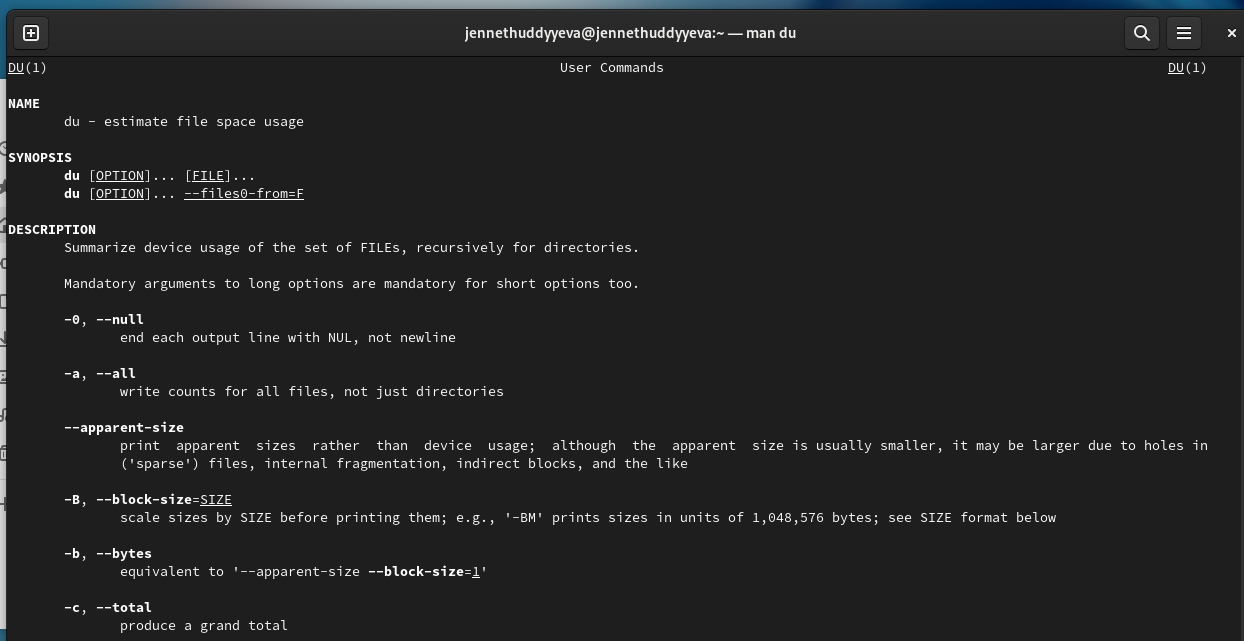 jennethuddyyeva@jennethuddyyeva:~ — man du
DU(1) User Commands DU(1)
NAME
du - estimate file space usage
SYNOPSIS
du [OPTION]... [FILE]...
du [OPTION]... --files0-from=F
DESCRIPTION
Summarize device usage of the set of FILEs, recursively for directories.
Mandatory arguments to long options are mandatory for short options too.
-0, --null
end each output line with NUL, not newline
-a, --all
write counts for all files, not just directories
--apparent-size
print apparent sizes rather than device usage; although the apparent size is usually smaller, it may be larger due to holes in
('sparse') files, internal fragmentation, indirect blocks, and the like
-B, --block-size=SIZE
scale sizes by SIZE before printing them; e.g., '-BM' prints sizes in units of 1,048,576 bytes; see SIZE format below
-b, --bytes
equivalent to '--apparent-size --block-size=1'
-c, --total
produce a grand total